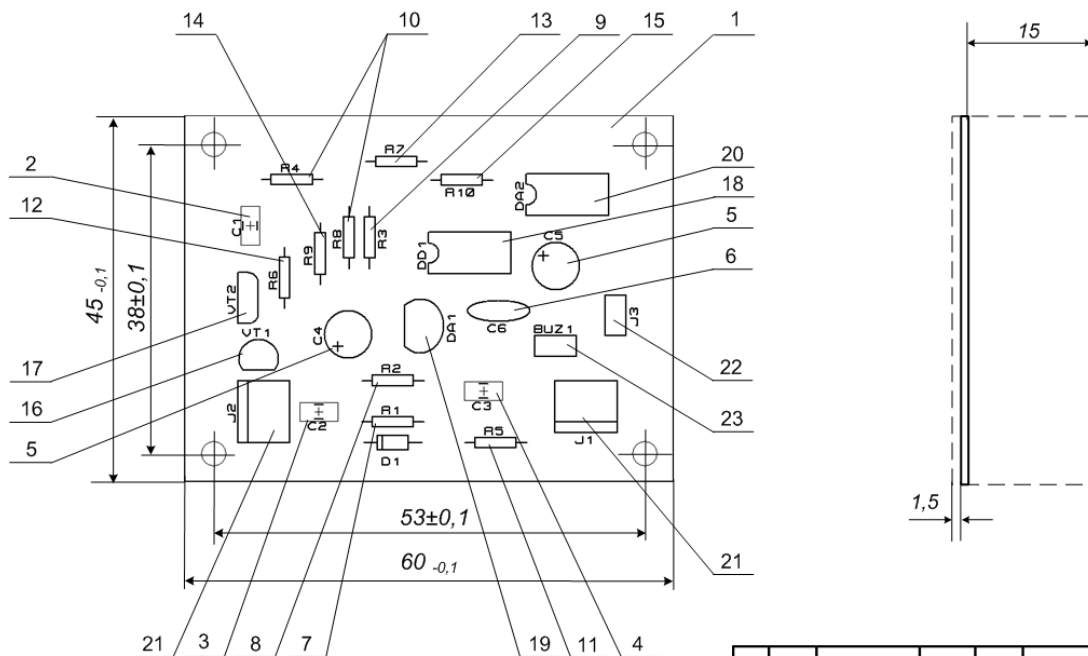 14 10 13 9 15 1
15
2
12
20
18
5
6
R7
R4
R10
DA2
C1
R9
R8
R3
DD1
C5
R6
VT2
C4
DA1
C6
J3
BUZ1
VT1
45 -0,1
38±0,1
17
16
5
22
23
R2
J2
C2
R1
C3
D1
R5
J1
1,5
53±0,1
60 -0,1
21
21 3 8 7 19 11 4